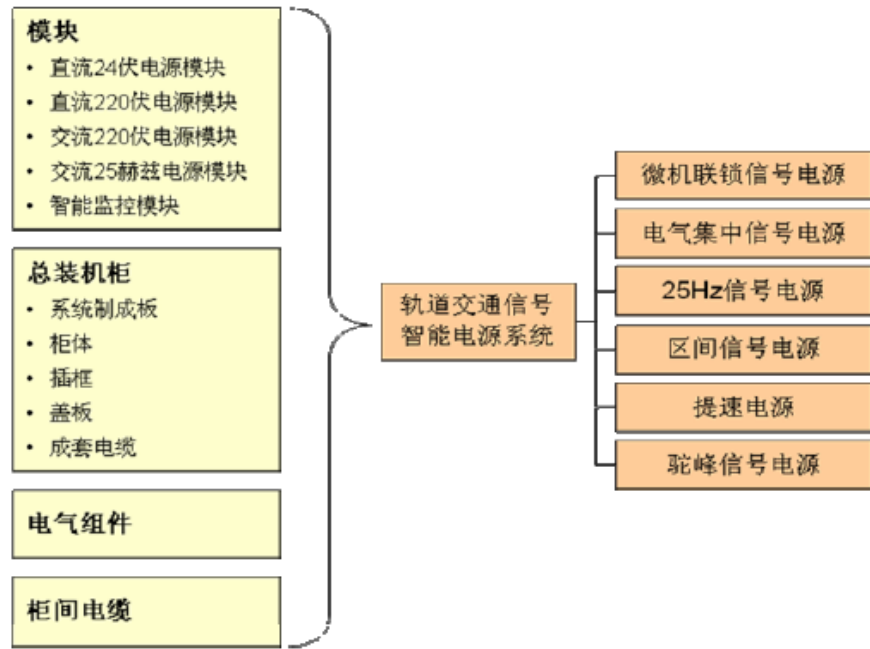 模块
• 直流24伏电源模块
• 直流220伏电源模块
• 交流220伏电源模块
• 交流25赫兹电源模块
• 智能监控模块
总装机柜
• 系统制成板
• 柜体
• 插框
• 盖板
• 成套电缆
电气组件
柜间电缆
轨道交通信号
智能电源系统
微机联锁信号电源
电气集中信号电源
25Hz信号电源
区间信号电源
提速电源
驼峰信号电源